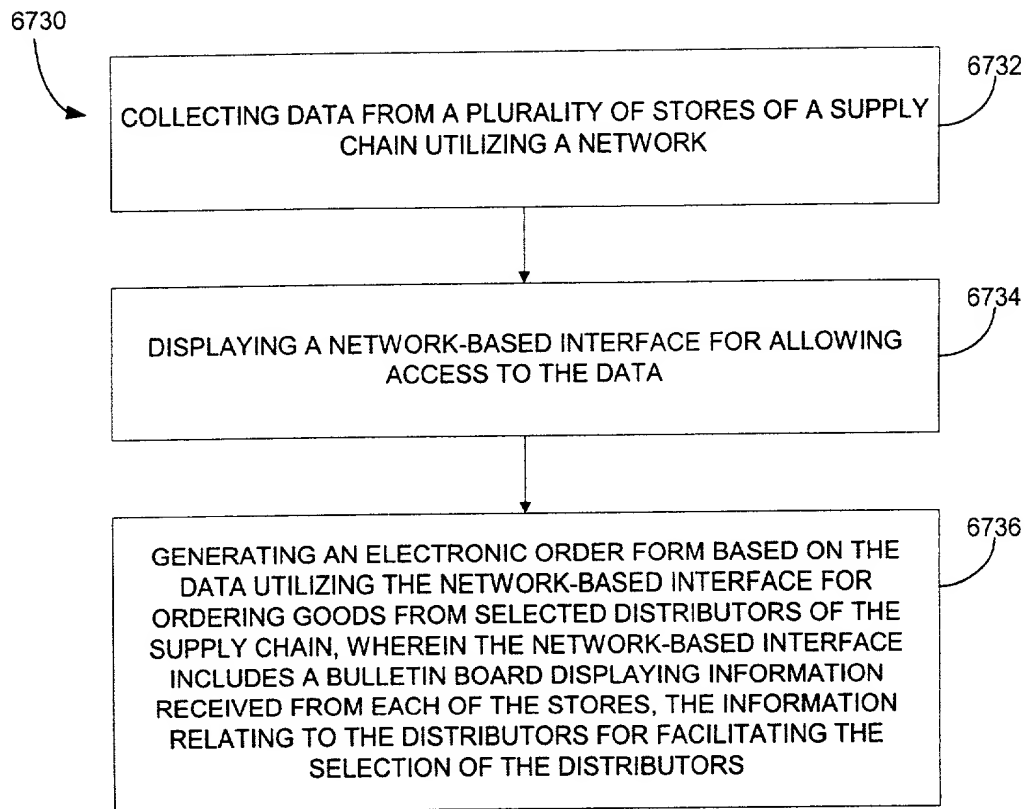 6730
6732
COLLECTING DATA FROM A PLURALITY OF STORES OF A SUPPLY
CHAIN UTILIZING A NETWORK
6734
DISPLAYING A NETWORK-BASED INTERFACE FOR ALLOWING
ACCESS TO THE DATA
6736
GENERATING AN ELECTRONIC ORDER FORM BASED ON THE
DATA UTILIZING THE NETWORK-BASED INTERFACE FOR
ORDERING GOODS FROM SELECTED DISTRIBUTORS OF THE
SUPPLY CHAIN, WHEREIN THE NETWORK-BASED INTERFACE
INCLUDES A BULLETIN BOARD DISPLAYING INFORMATION
RECEIVED FROM EACH OF THE STORES, THE INFORMATION
RELATING TO THE DISTRIBUTORS FOR FACILITATING THE
SELECTION OF THE DISTRIBUTORS